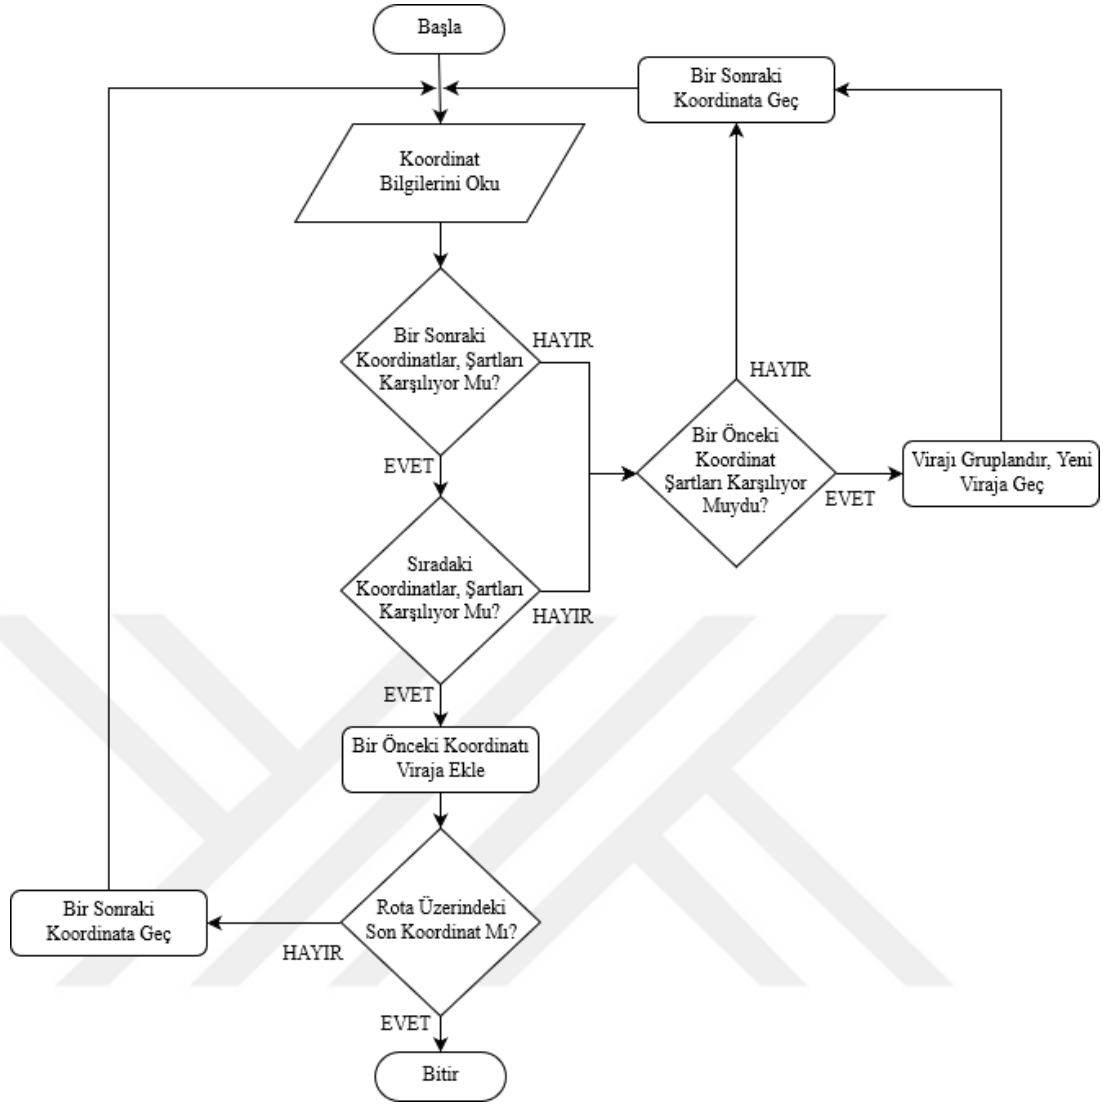 Başla
Bir Sonraki
Koordinata Geç
Koordinat
Bilgilerini Oku
Bir Sonraki
Koordinatlar, Şartları
Karşılıyor Mu?
HAYIR
HAYIR
EVET
Bir Önceki
Koordinat
Şartları Karşılıyor
Muydu?
EVET
Virajı Gruplandır, Yeni
Viraja Geç
Sıradaki
Koordinatlar, Şartları
Karşılıyor Mu?
HAYIR
EVET
Bir Önceki Koordinatı
Viraja Ekle
Rota Üzerindeki
Son Koordinat Mı?
HAYIR
Bir Sonraki
Koordinata Geç
EVET
Bitir